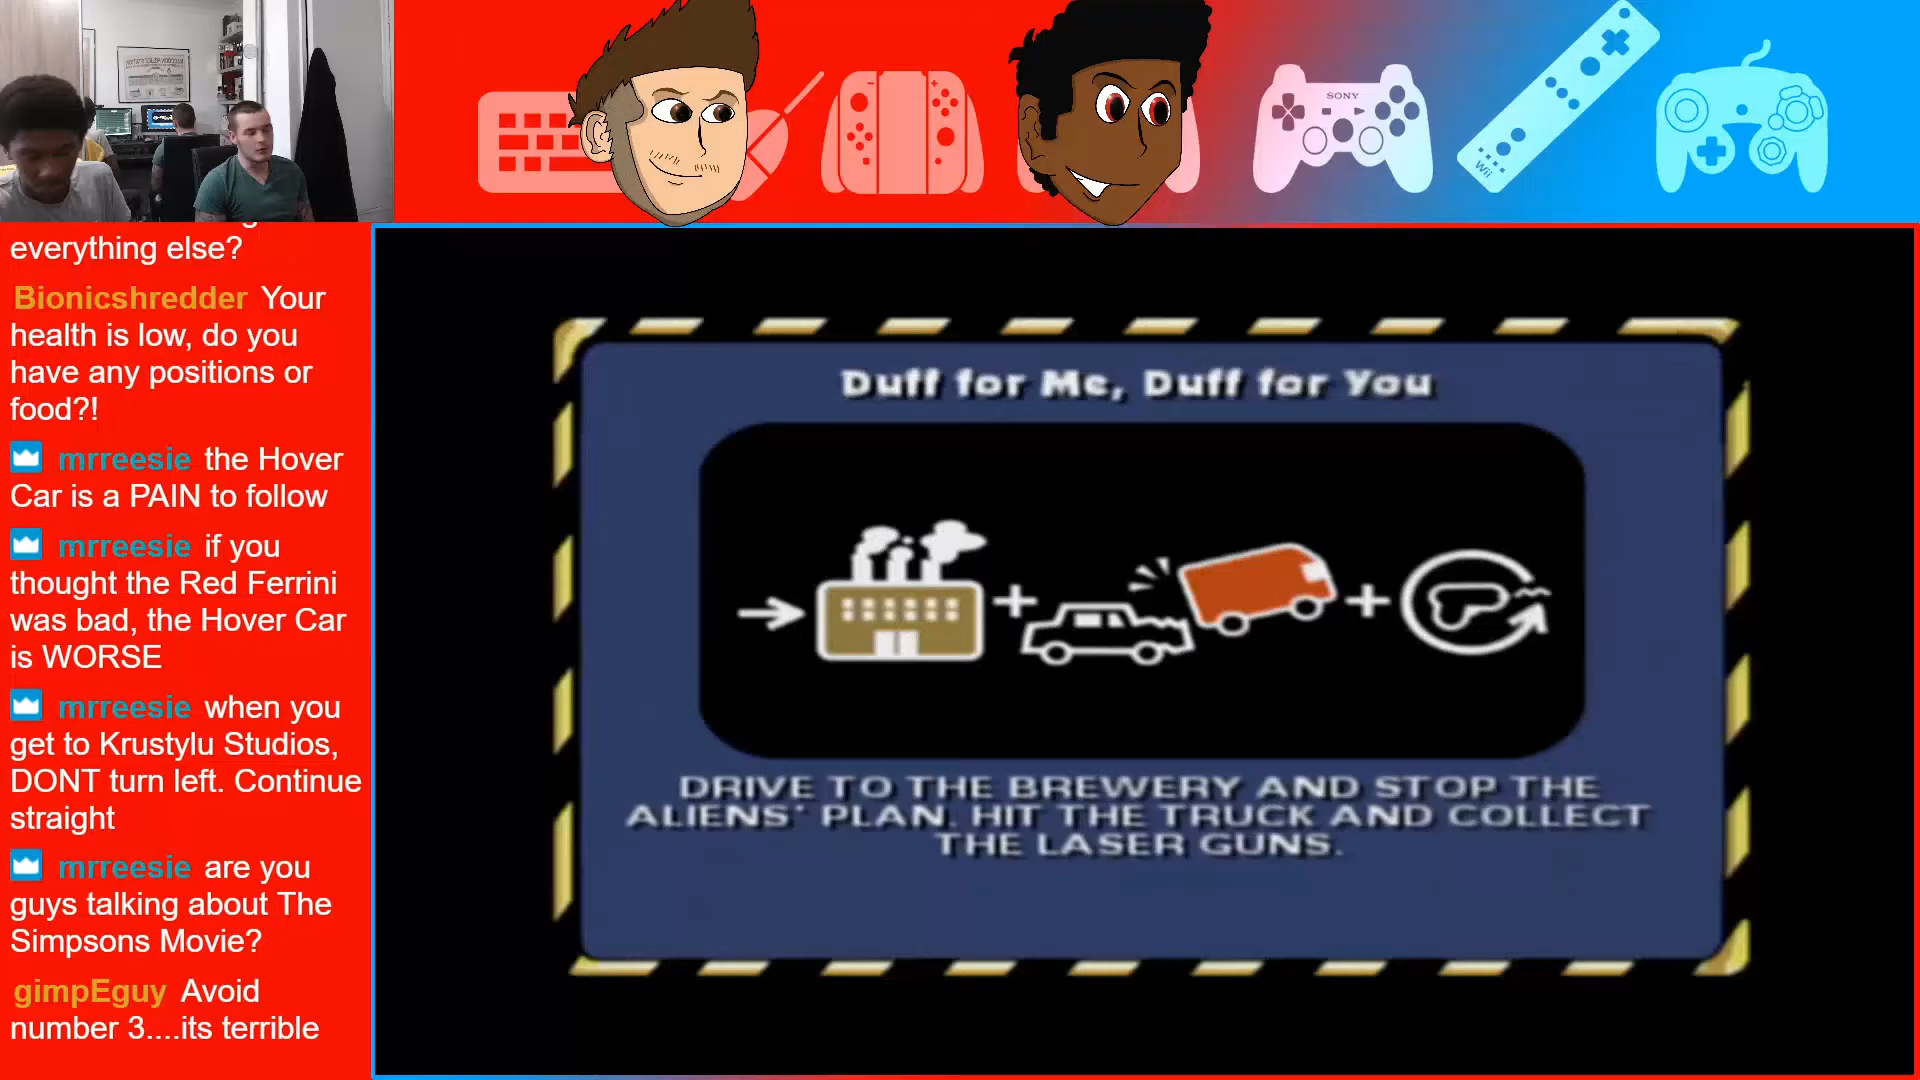 everything else?
Bionicshredder Your
health is low, do you
have any positions or
food?!
mrreesie the Hover
Car is a PAIN to follow
mrreesie if you
thought the Red Ferrini
was bad, the Hover Car
is WORSE
mrreesie when you
get to Krustylu Studios,
DONT turn left. Continue
straight
mrreesie are you
guys talking about The
Simpsons Movie?
gimpEguy Avoid
number 3....its terrible
SONY
Wii
Duff for Me, Duff for You
DRIVE TO THE BREWERY AND STOP THE
ALIENS' PLAN. HIT THE TRUCK AND COLLECT
THE LASER GUNS.